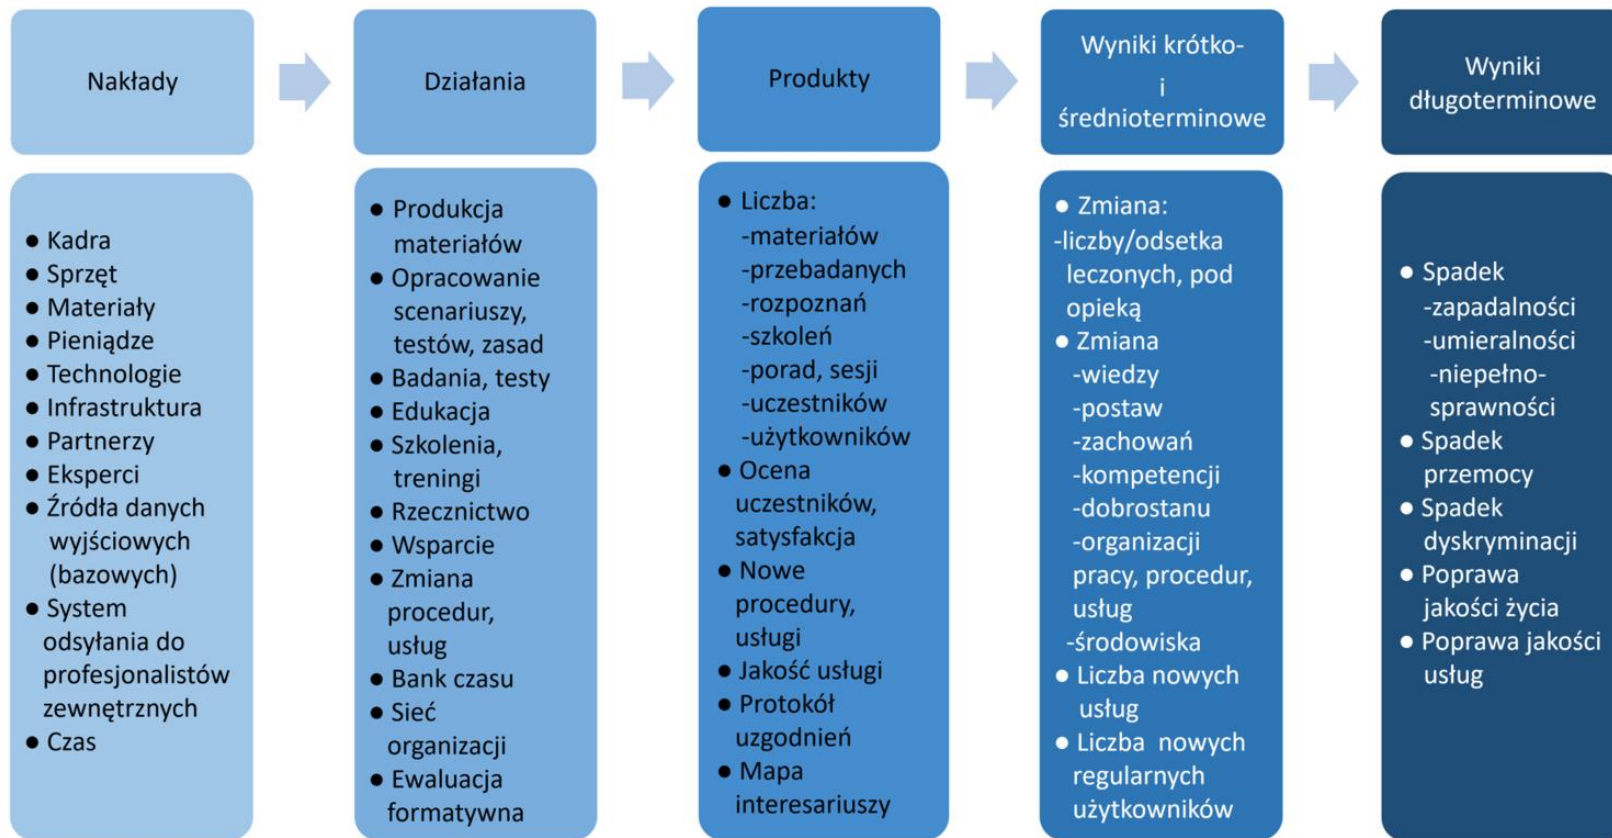 Nakłady
Działania
Produkty
Wyniki krótko-
i
średnioterminowe
Wyniki
długoterminowe
● Kadra
● Sprzęt
● Materiały
● Pieniądze
● Technologie
● Infrastruktura
● Partnerzy
● Eksperci
● Źródła danych
wyjściowych
(bazowych)
● System
odsyłania do
profesjonalistów
zewnętrznych
● Czas
● Produkcja
materiałów
● Opracowanie
scenariuszy,
testów, zasad
● Badania, testy
● Edukacja
● Szkolenia,
treningi
● Rzecznictwo
● Wsparcie
● Zmiana
procedur,
usług
● Bank czasu
● Sieć
organizacji
● Ewaluacja
formatywna
● Liczba:
-materiałów
-przebadanych
-rozpoznań
-szkoleń
-porad, sesji
-uczestników
-użytkowników
● Ocena
uczestników,
satysfakcja
● Nowe
procedury,
usługi
● Jakość usługi
● Protokół
uzgodnień
● Mapa
interesariuszy
● Zmiana:
-liczby/odsetka
leczonych, pod
opieką
● Zmiana
-wiedzy
-postaw
-zachowań
-kompetencji
-dobrostanu
-organizacji
pracy, procedur,
usług
-środowiska
● Liczba nowych
usług
● Liczba nowych
regularnych
użytkowników
● Spadek
-zapadalności
-umieralności
-niepełno-
sprawności
● Spadek
przemocy
● Spadek
dyskryminacji
● Poprawa
jakości życia
● Poprawa jakości
usług